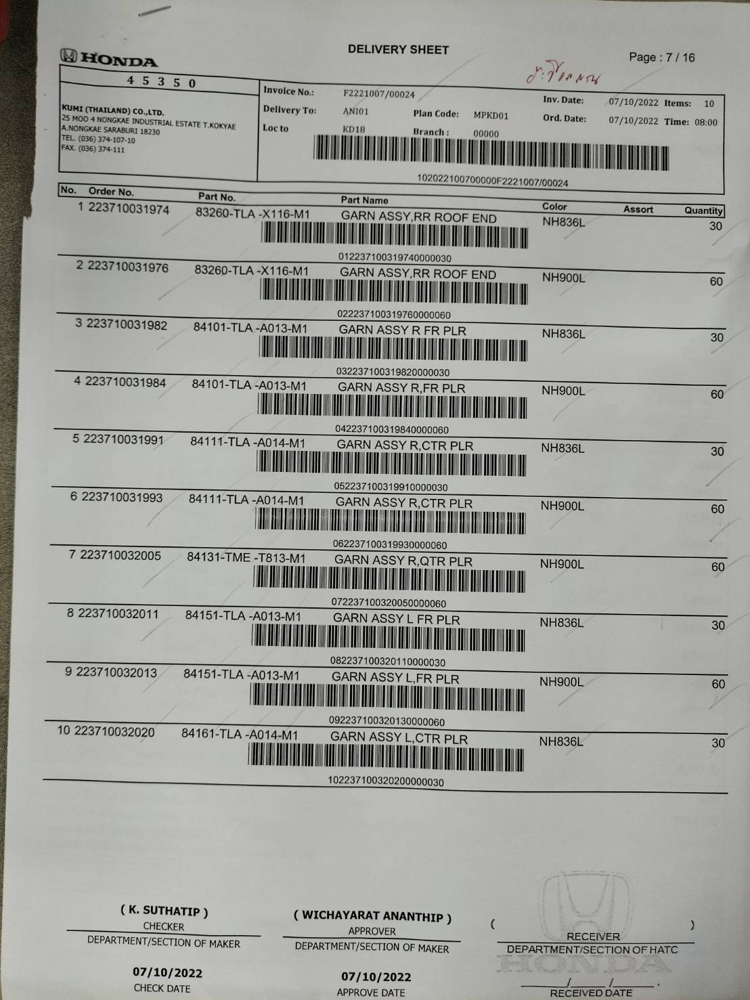 DELIVERY SHEET
Page : 7 / 16
HONDA
4 5 3 5 0
KUMI (THAILAND) CO.,LTD.
25 MOO 4 NONGKAE INDUSTRIAL ESTATE T.KOKYAE
A.NONGKAE SARABURI 18230
TEL. (036) 374-107-10
FAX. (036) 374-111
Invoice No.: F2221007/00024 Inv. Date: 07/10/2022 Items: 10
Delivery To: ANI01 Plan Code: MPKD01 Ord. Date: 07/10/2022 Time: 08:00
Loc to KD18 Branch : 00000
102022100700000F2221007/00024
No. Order No. Part No. Part Name Color Assort Quantity
1 223710031974 83260-TLA -X116-M1 GARN ASSY,RR ROOF END NH836L 30
012237100319740000030
2 223710031976 83260-TLA -X116-M1 GARN ASSY,RR ROOF END NH900L 60
022237100319760000060
3 223710031982 84101-TLA -A013-M1 GARN ASSY R FR PLR NH836L 30
032237100319820000030
4 223710031984 84101-TLA -A013-M1 GARN ASSY R,FR PLR NH900L 60
042237100319840000060
5 223710031991 84111-TLA -A014-M1 GARN ASSY R,CTR PLR NH836L 30
052237100319910000030
6 223710031993 84111-TLA -A014-M1 GARN ASSY R,CTR PLR NH900L 60
062237100319930000060
7 223710032005 84131-TME -T813-M1 GARN ASSY R,QTR PLR NH900L 60
072237100320050000060
8 223710032011 84151-TLA -A013-M1 GARN ASSY L FR PLR NH836L 30
082237100320110000030
9 223710032013 84151-TLA -A013-M1 GARN ASSY L,FR PLR NH900L 60
092237100320130000060
10 223710032020 84161-TLA -A014-M1 GARN ASSY L,CTR PLR NH836L 30
102237100320200000030
( K. SUTHATIP ) ( WICHAYARAT ANANTHIP ) ( )
CHECKER APPROVER RECEIVER
DEPARTMENT/SECTION OF MAKER DEPARTMENT/SECTION OF MAKER DEPARTMENT/SECTION OF HATC
HONDA
07/10/2022 07/10/2022 ____/____/____.
CHECK DATE APPROVE DATE RECEIVED DATE